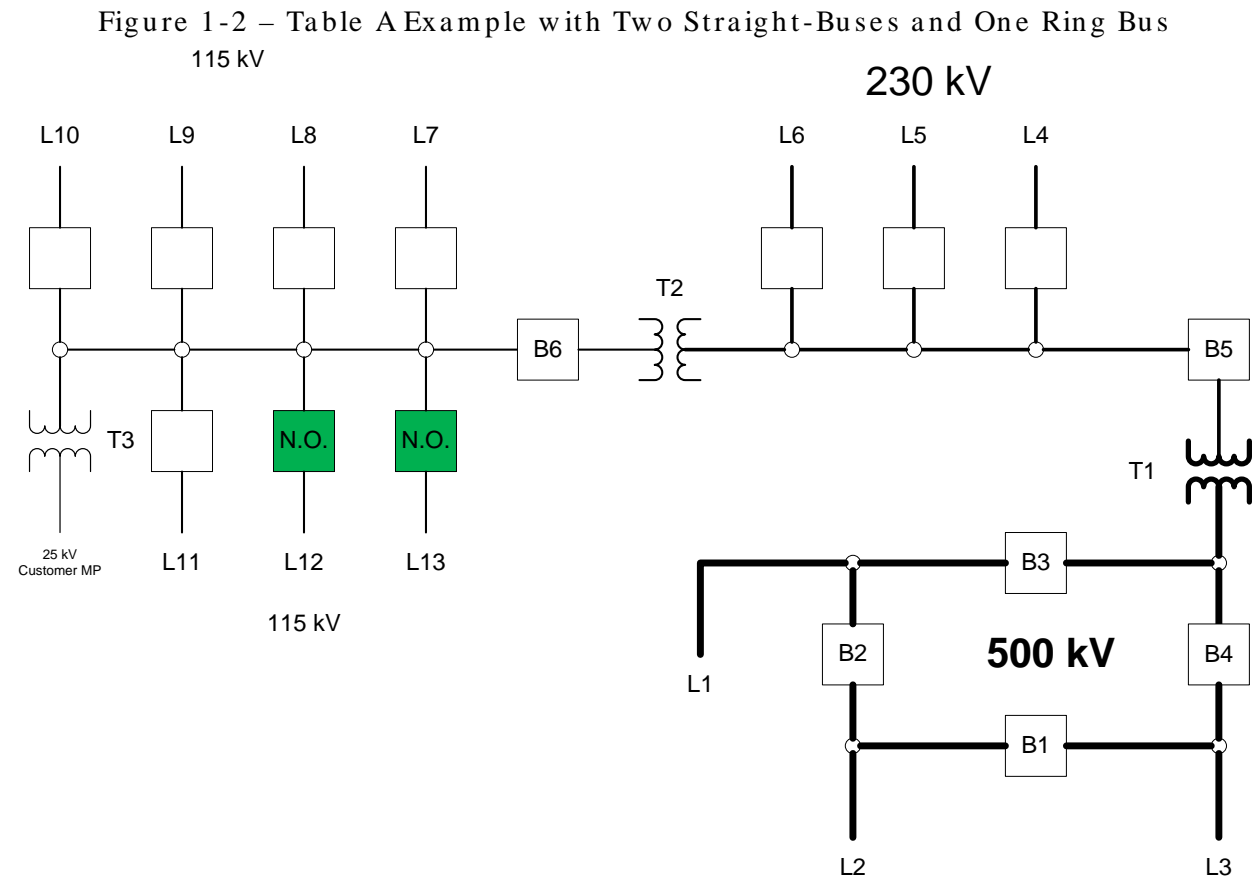 Figure 1-2 – Table A Example with Two Straight-Buses and One Ring Bus
115 kV
230 kV
L10 L9 L8 L7 L6 L5 L4
T2
B6 B5
T3 N.O. N.O.
T1
25 kV
Customer MP
L11 L12 L13
B3
115 kV
B2 500 kV B4
L1
B1
L2 L3